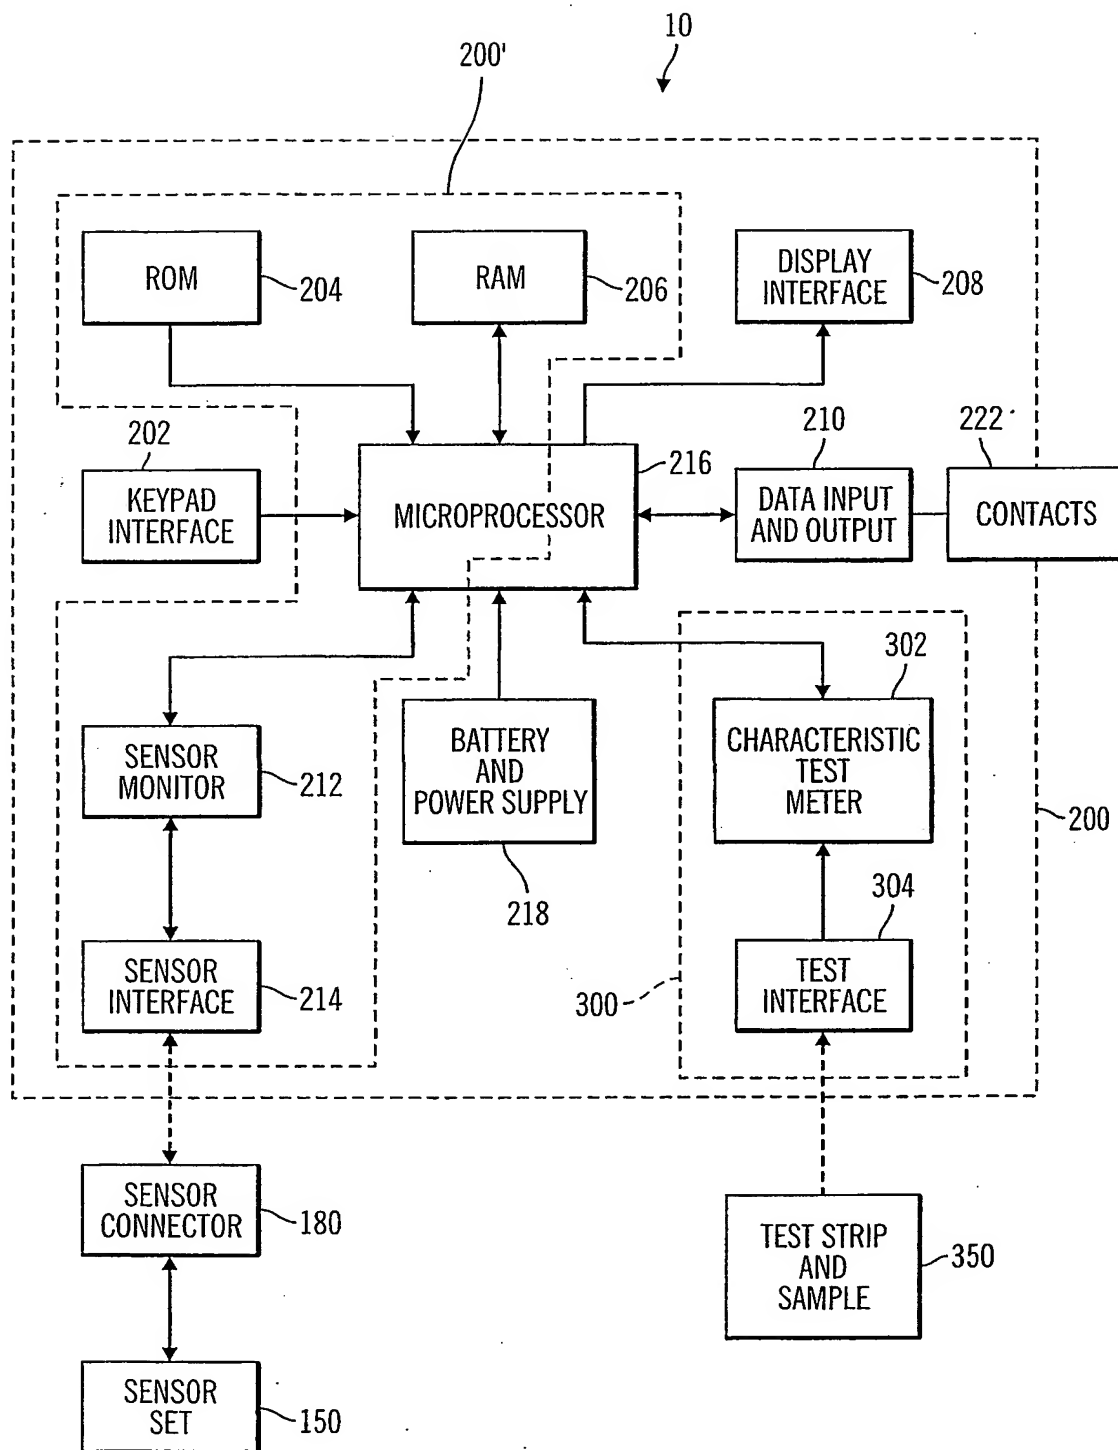 10
200'
ROM
204
RAM
206
DISPLAY
INTERFACE
208
202
KEYPAD
INTERFACE
MICROPROCESSOR
216
210
DATA INPUT
AND OUTPUT
222
CONTACTS
SENSOR
MONITOR
212
BATTERY
AND
POWER SUPPLY
218
302
CHARACTERISTIC
TEST
METER
200
SENSOR
INTERFACE
214
300
304
TEST
INTERFACE
SENSOR
CONNECTOR
180
TEST STRIP
AND
SAMPLE
350
SENSOR
SET
150